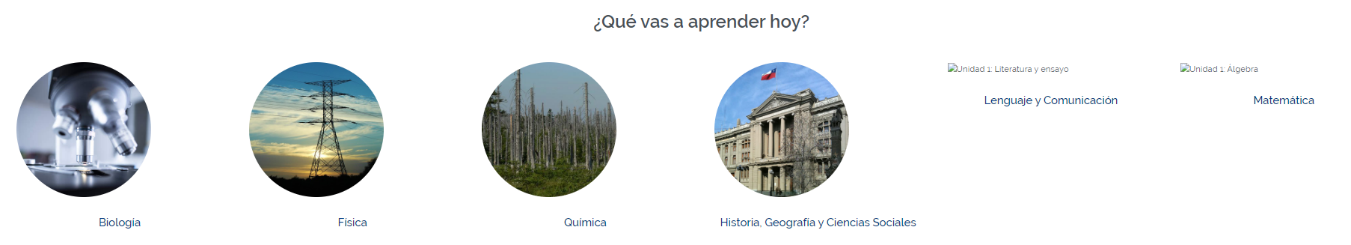 ¿Qué vas a aprender hoy?
Unidad 1: Literatura y ensayo
Unidad 1: Álgebra
Lenguaje y Comunicación
Matemática
Biología
Física
Química
Historia, Geografía y Ciencias Sociales